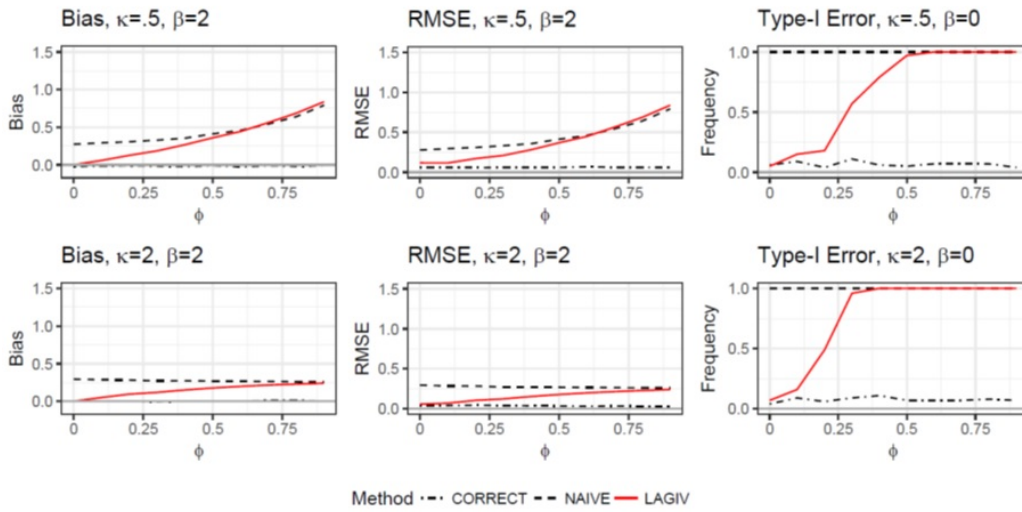 Bias, κ=.5, β=2
RMSE, κ=.5, β=2
Type-I Error, κ=.5, β=0
Bias
1.5
1.0
0.5
0.0
0
0.25
0.5
0.75
ϕ
RMSE
1.5
1.0
0.5
0.0
0
0.25
0.5
0.75
ϕ
Frequency
1.0
0.5
0.0
0
0.25
0.5
0.75
ϕ
Bias, κ=2, β=2
RMSE, κ=2, β=2
Type-I Error, κ=2, β=0
Bias
1.5
1.0
0.5
0.0
0
0.25
0.5
0.75
ϕ
RMSE
1.5
1.0
0.5
0.0
0
0.25
0.5
0.75
ϕ
Frequency
1.0
0.5
0.0
0
0.25
0.5
0.75
ϕ
Method CORRECT NAIVE LAGIV